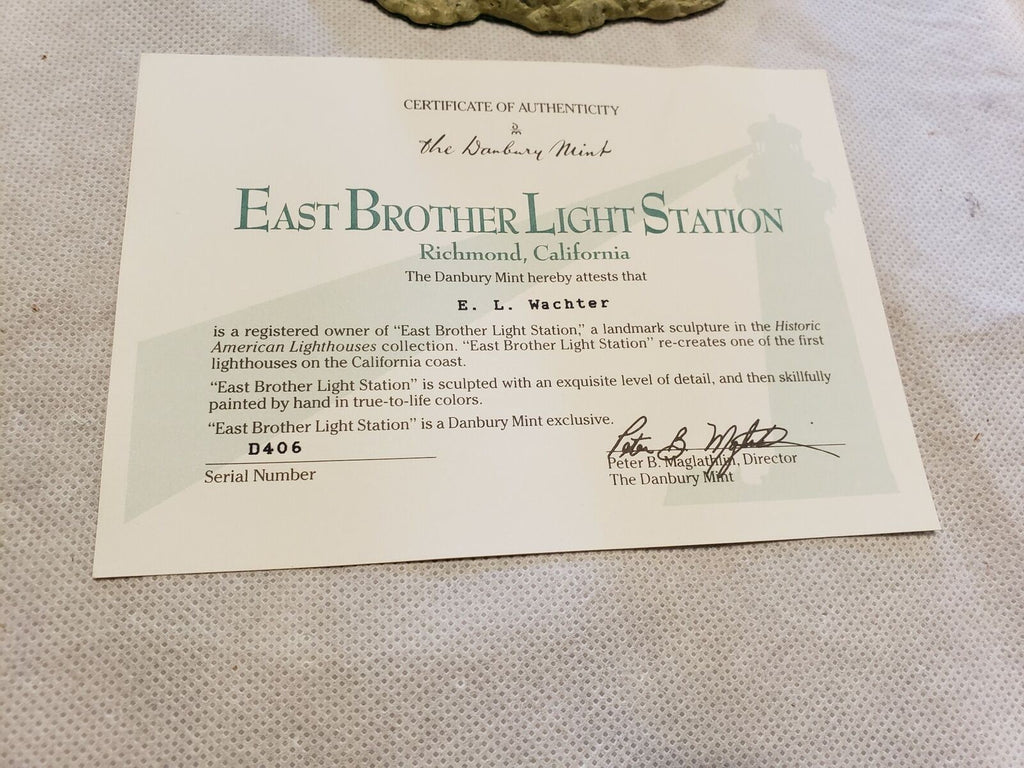 CERTIFICATE OF AUTHENTICITY
DM
the Danbury Mint
EAST BROTHER LIGHT STATION
Richmond, California
The Danbury Mint hereby attests that
E. L. Wachter
is a registered owner of “East Brother Light Station,” a landmark sculpture in the Historic
American Lighthouses collection. “East Brother Light Station” re-creates one of the first
lighthouses on the California coast.
“East Brother Light Station” is sculpted with an exquisite level of detail, and then skillfully
painted by hand in true-to-life colors.
“East Brother Light Station” is a Danbury Mint exclusive.
D406
Serial Number
Peter B. Maglathlin
Peter B. Maglathlin, Director
The Danbury Mint